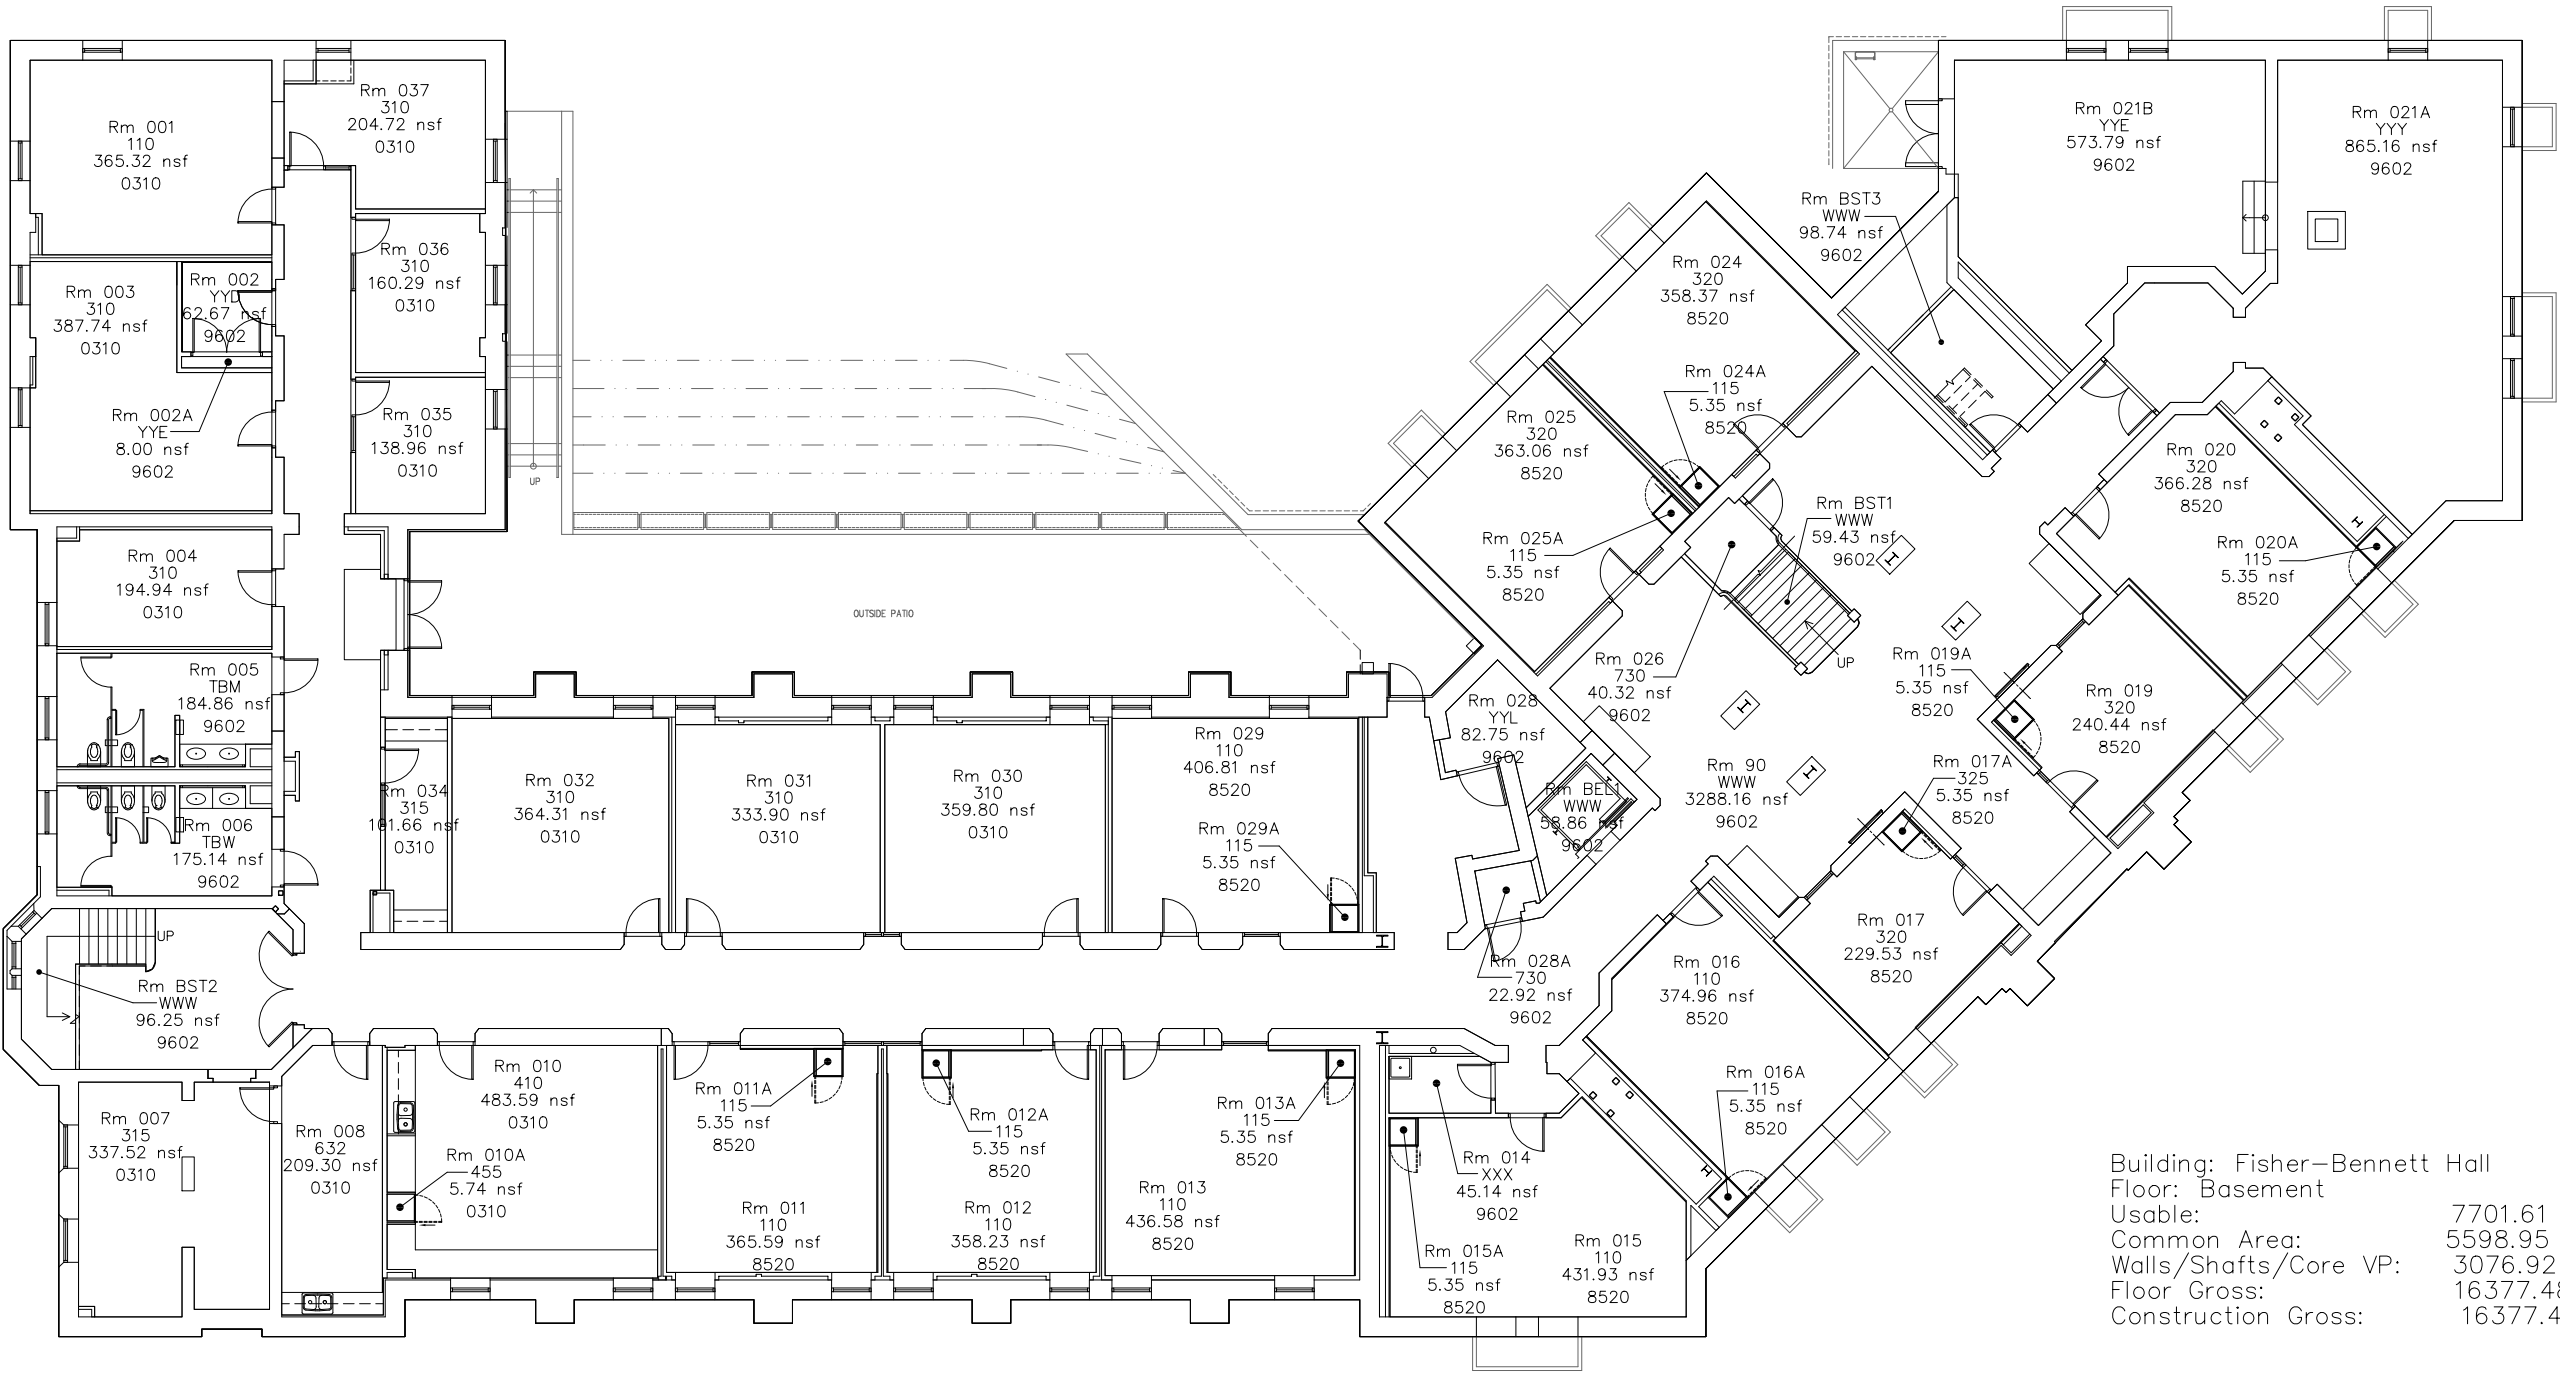 Rm 001
110
365.32 nsf
0310
Rm 037
310
204.72 nsf
0310
Rm 036
310
160.29 nsf
0310
Rm 002
YYD
62.67 nsf
9602
Rm 003
310
387.74 nsf
0310
Rm 002A
YYE
8.00 nsf
9602
Rm 035
310
138.96 nsf
0310
UP
Rm 004
310
194.94 nsf
0310
OUTSIDE PATIO
Rm 005
TBM
184.86 nsf
9602
Rm 006
TBW
175.14 nsf
9602
UP
Rm BST2
WWW
96.25 nsf
9602
Rm 034
315
101.66 nsf
0310
Rm 032
310
364.31 nsf
0310
Rm 031
310
333.90 nsf
0310
Rm 030
310
359.80 nsf
0310
Rm 029
110
406.81 nsf
8520
Rm 029A
115
5.35 nsf
8520
Rm 007
315
337.52 nsf
0310
Rm 008
632
209.30 nsf
0310
Rm 010
410
483.59 nsf
0310
Rm 010A
455
5.74 nsf
0310
Rm 011A
115
5.35 nsf
8520
Rm 011
110
365.59 nsf
8520
Rm 012A
115
5.35 nsf
8520
Rm 012
110
358.23 nsf
8520
Rm 013A
115
5.35 nsf
8520
Rm 013
110
436.58 nsf
8520
Rm 014
XXX
45.14 nsf
9602
Rm 015A
115
5.35 nsf
8520
Rm 015
110
431.93 nsf
8520
Rm 016
110
374.96 nsf
8520
Rm 016A
115
5.35 nsf
8520
Rm 017
320
229.53 nsf
8520
Rm 017A
325
5.35 nsf
8520
Rm 019
320
240.44 nsf
8520
Rm 019A
115
5.35 nsf
8520
Rm 020
320
366.28 nsf
8520
Rm 020A
115
5.35 nsf
8520
Rm 021A
YYY
865.16 nsf
9602
Rm 021B
YYE
573.79 nsf
9602
Rm BST3
WWW
98.74 nsf
9602
Rm 024
320
358.37 nsf
8520
Rm 024A
115
5.35 nsf
8520
Rm 025
320
363.06 nsf
8520
Rm 025A
115
5.35 nsf
8520
Rm BST1
WWW
59.43 nsf
9602
UP
Rm 026
730
40.32 nsf
9602
Rm 028
YYL
82.75 nsf
9602
Rm BEL1
WWW
58.86 nsf
9602
Rm 90
WWW
3288.16 nsf
9602
Rm 028A
730
22.92 nsf
9602
Building: Fisher-Bennett Hall
Floor: Basement
Usable: 7701.61
Common Area: 5598.95
Walls/Shafts/Core VP: 3076.92
Floor Gross: 16377.48
Construction Gross: 16377.4